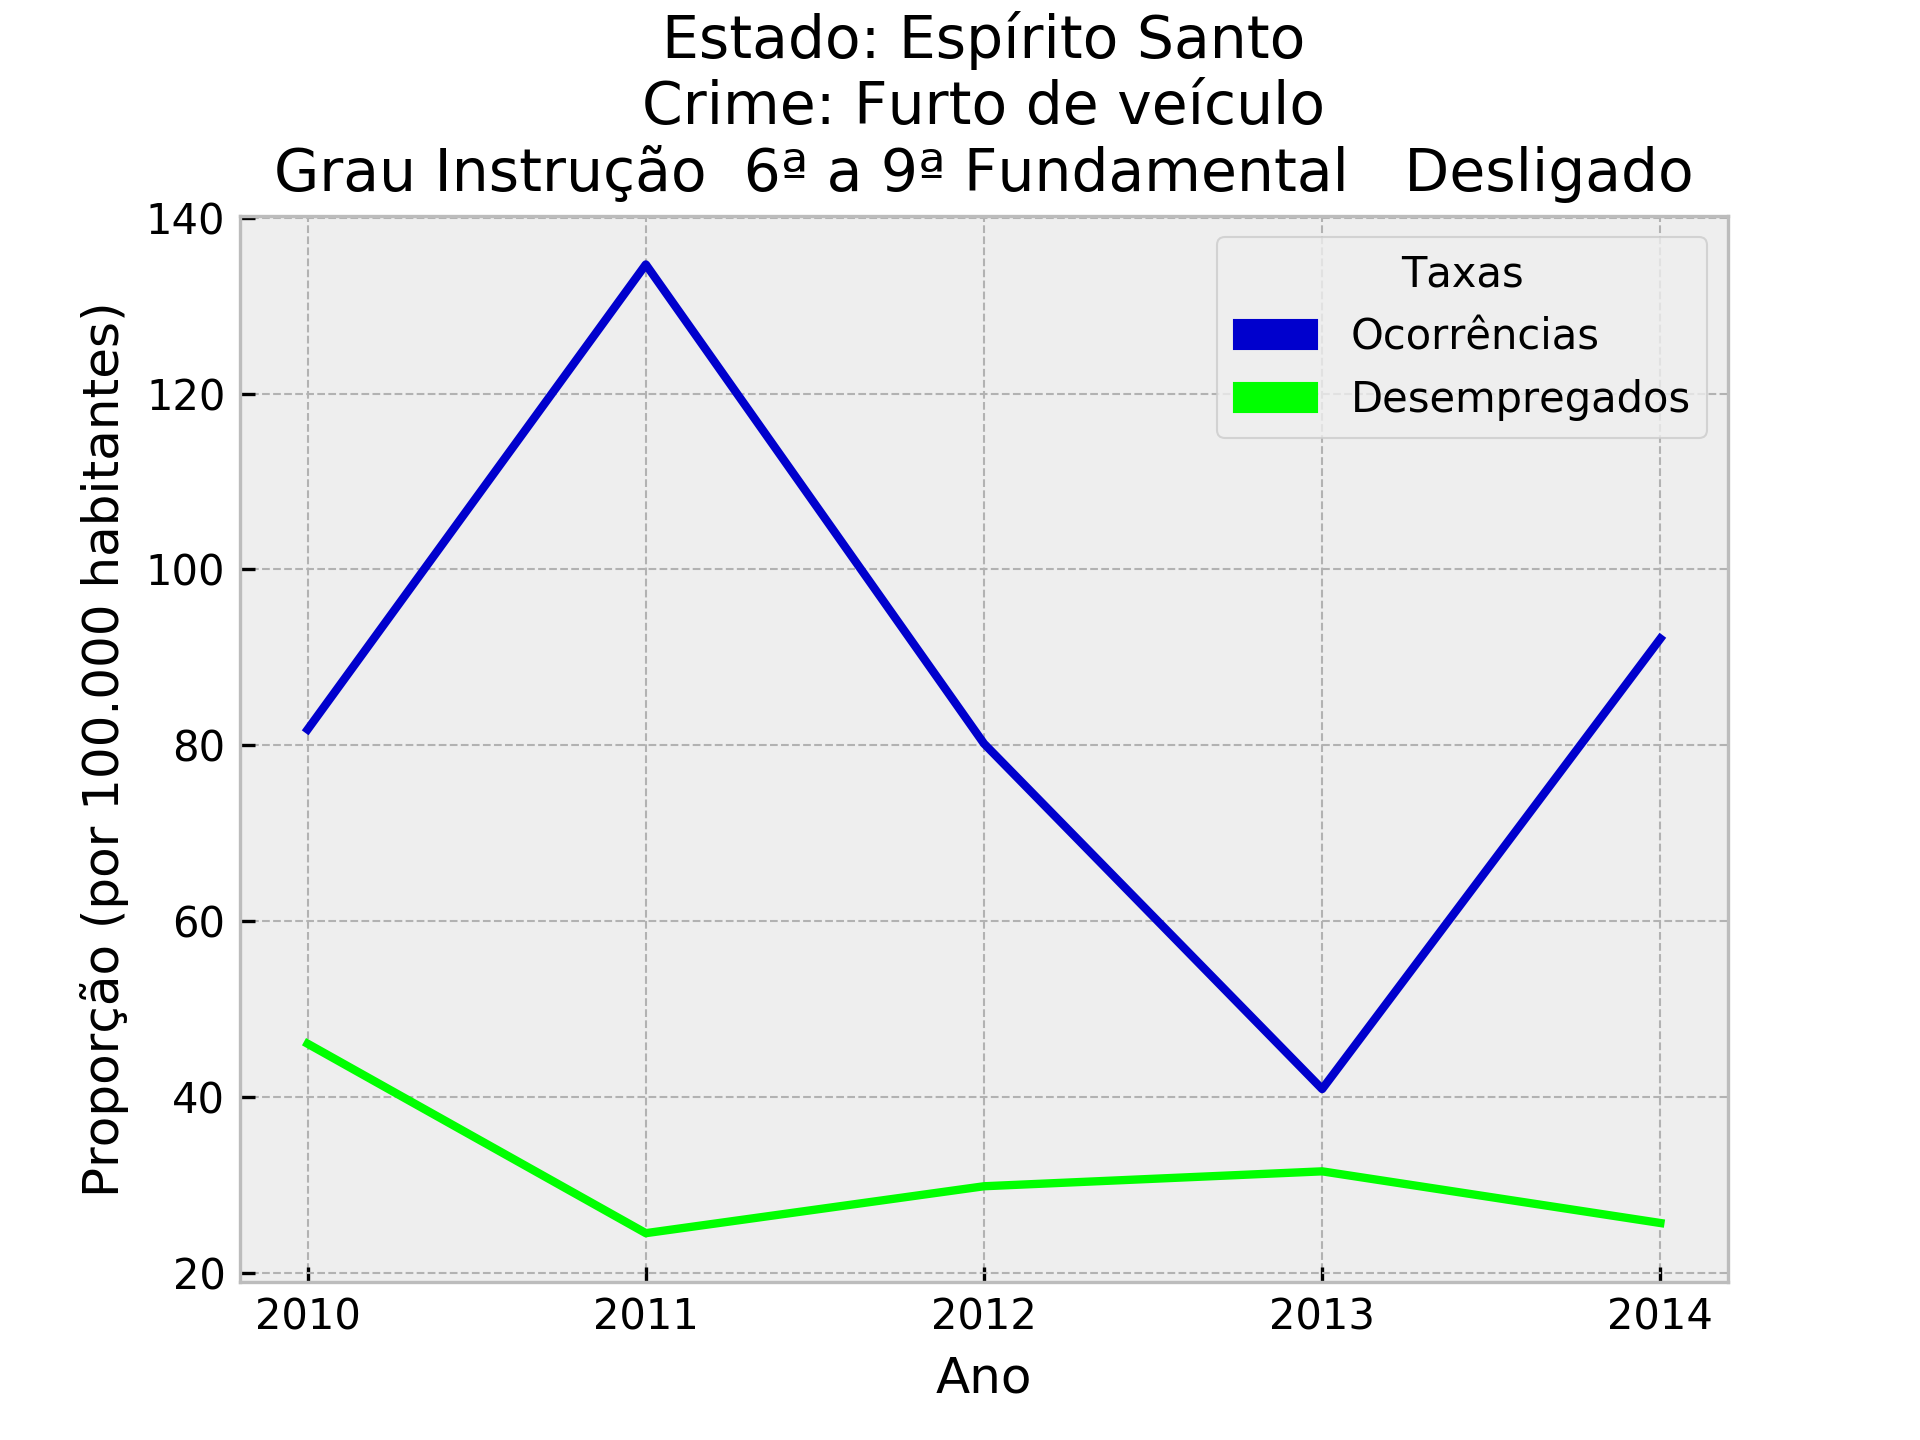 Estado: Espírito Santo
Crime: Furto de veículo
Grau Instrução  6ª a 9ª Fundamental   Desligado
Proporção (por 100.000 habitantes)
140
120
100
80
60
40
20
Taxas
Ocorrências
Desempregados
2010 2011 2012 2013 2014
Ano